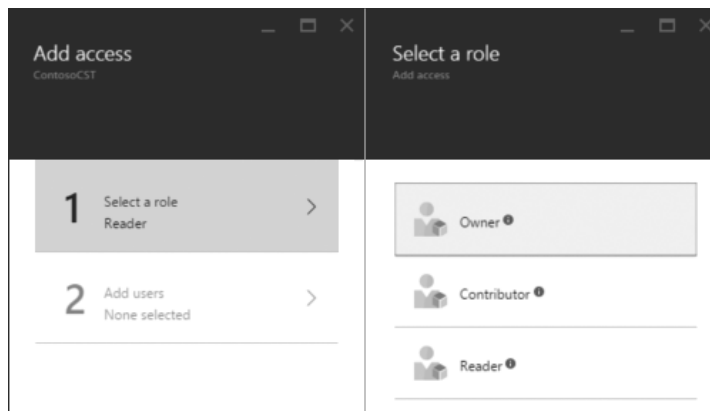 Add access
ContosoCST
1
Select a role
Reader
2
Add users
None selected
Select a role
Add access
Owner
Contributor
Reader